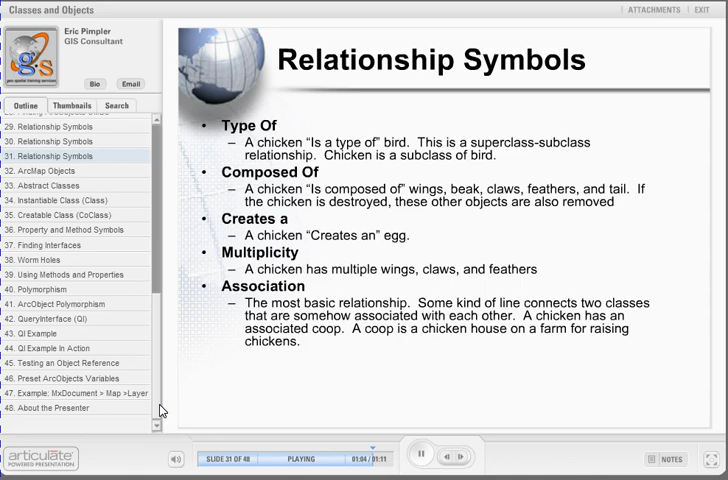 Classes and Objects
ATTACHMENTS
EXIT
Eric Pimpler
GIS Consultant
g is
geo spatial training services
Bio
Email
Outline
Thumbnails
Search
29. Relationship Symbols
30. Relationship Symbols
31. Relationship Symbols
32. ArcMap Objects
33. Abstract Classes
34. Instantiable Class (Class)
35. Creatable Class (CoClass)
36. Property and Method Symbols
37. Finding Interfaces
38. Worm Holes
39. Using Methods and Properties
40. Polymorphism
41. ArcObject Polymorphism
42. QueryInterface (QI)
43. QI Example
44. QI Example In Action
45. Testing an Object Reference
46. Preset ArcObjects Variables
47. Example: MxDocument > Map >Layer
48. About the Presenter
Relationship Symbols
• Type Of
– A chicken “Is a type of” bird. This is a superclass-subclass
relationship. Chicken is a subclass of bird.
• Composed Of
– A chicken “Is composed of” wings, beak, claws, feathers, and tail. If
the chicken is destroyed, these other objects are also removed
• Creates a
– A chicken “Creates an” egg.
• Multiplicity
– A chicken has multiple wings, claws, and feathers
• Association
– The most basic relationship. Some kind of line connects two classes
that are somehow associated with each other. A chicken has an
associated coop. A coop is a chicken house on a farm for raising
chickens.
articulate
POWERED PRESENTATION
SLIDE 31 OF 48
PLAYING
01:04 / 01:11
NOTES